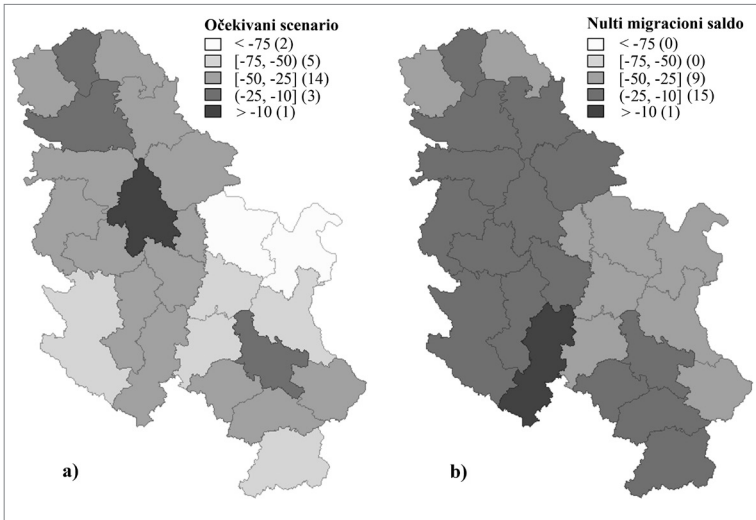 Očekivani scenario
< -75 (2)
[-75, -50) (5)
[-50, -25] (14)
(-25, -10] (3)
> -10 (1)
a)
Nulti migracioni saldo
< -75 (0)
[-75, -50) (0)
[-50, -25] (9)
(-25, -10] (15)
> -10 (1)
b)